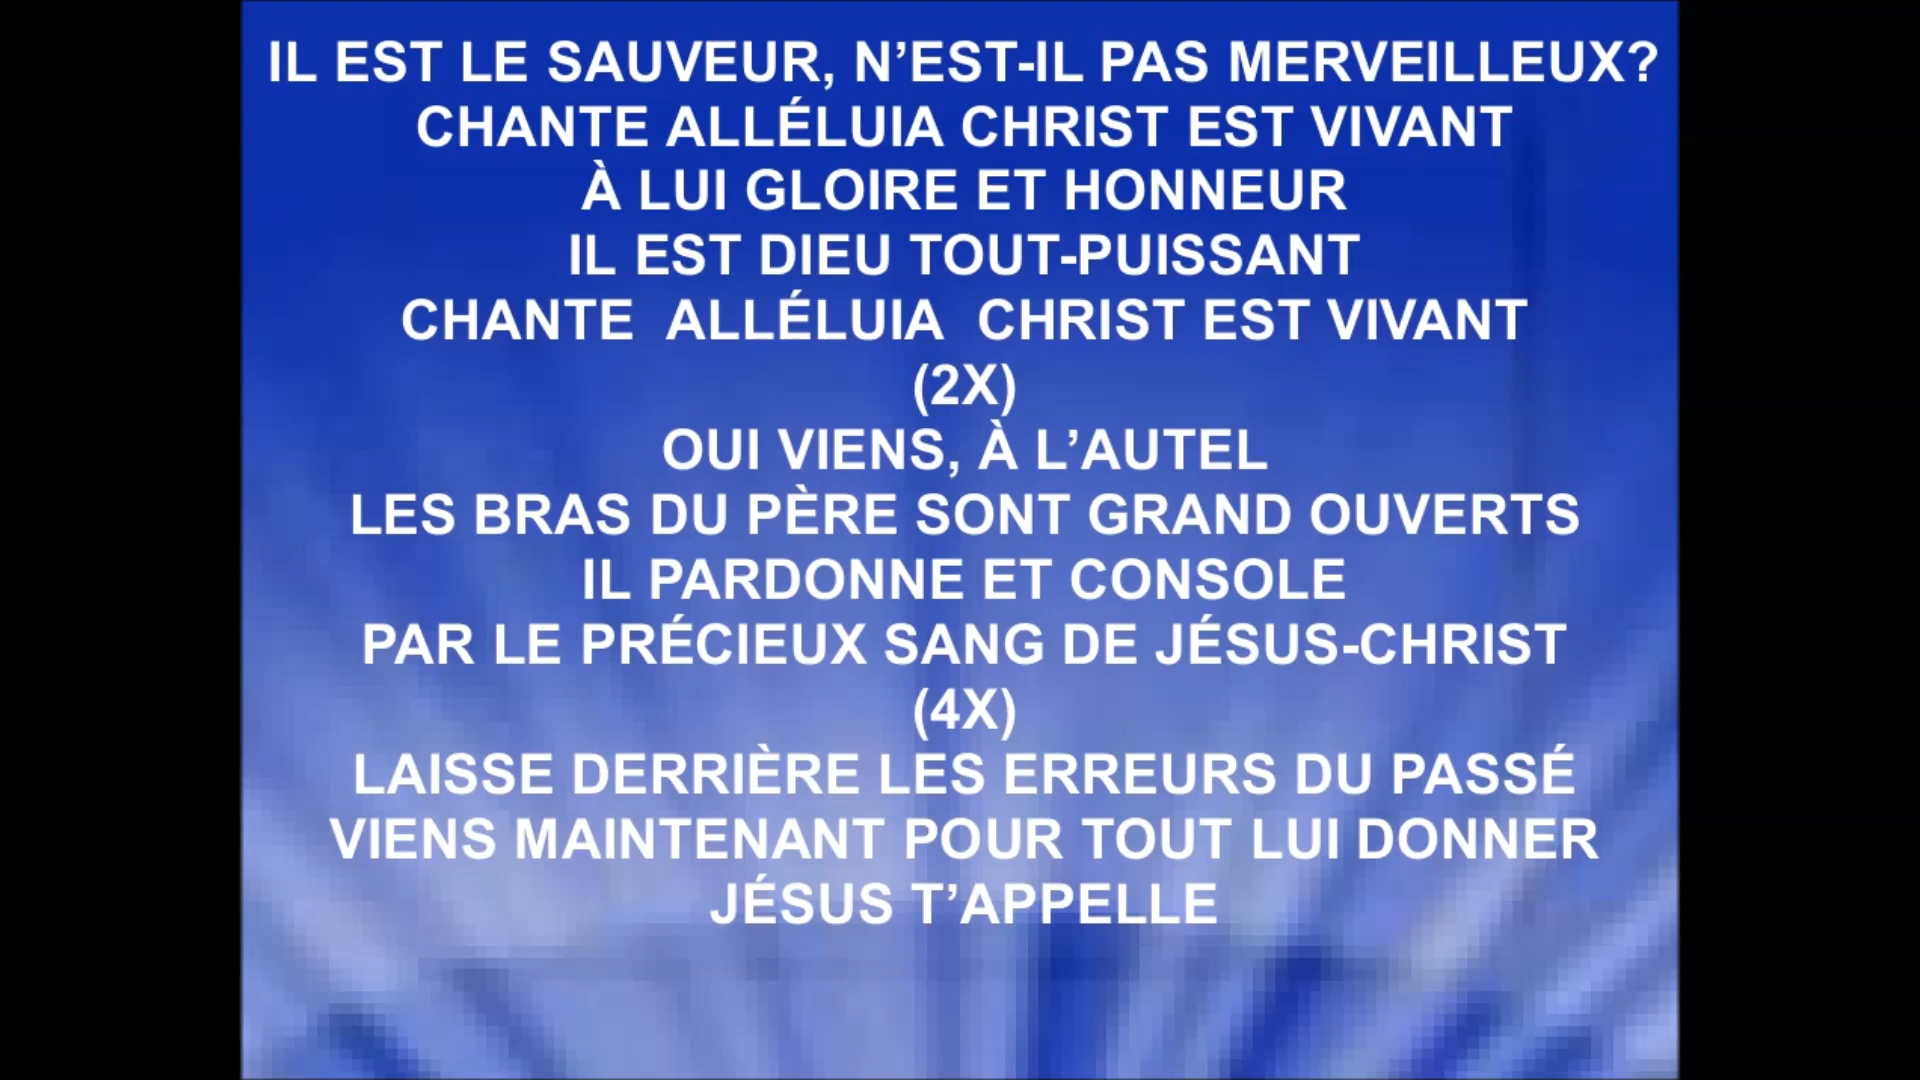 IL EST LE SAUVEUR, N’EST-IL PAS MERVEILLEUX?
CHANTE ALLÉLUIA CHRIST EST VIVANT
À LUI GLOIRE ET HONNEUR
IL EST DIEU TOUT-PUISSANT
CHANTE  ALLÉLUIA  CHRIST EST VIVANT
(2X)
OUI VIENS, À L’AUTEL
LES BRAS DU PÈRE SONT GRAND OUVERTS
IL PARDONNE ET CONSOLE
PAR LE PRÉCIEUX SANG DE JÉSUS-CHRIST
(4X)
LAISSE DERRIÈRE LES ERREURS DU PASSÉ
VIENS MAINTENANT POUR TOUT LUI DONNER
JÉSUS T’APPELLE